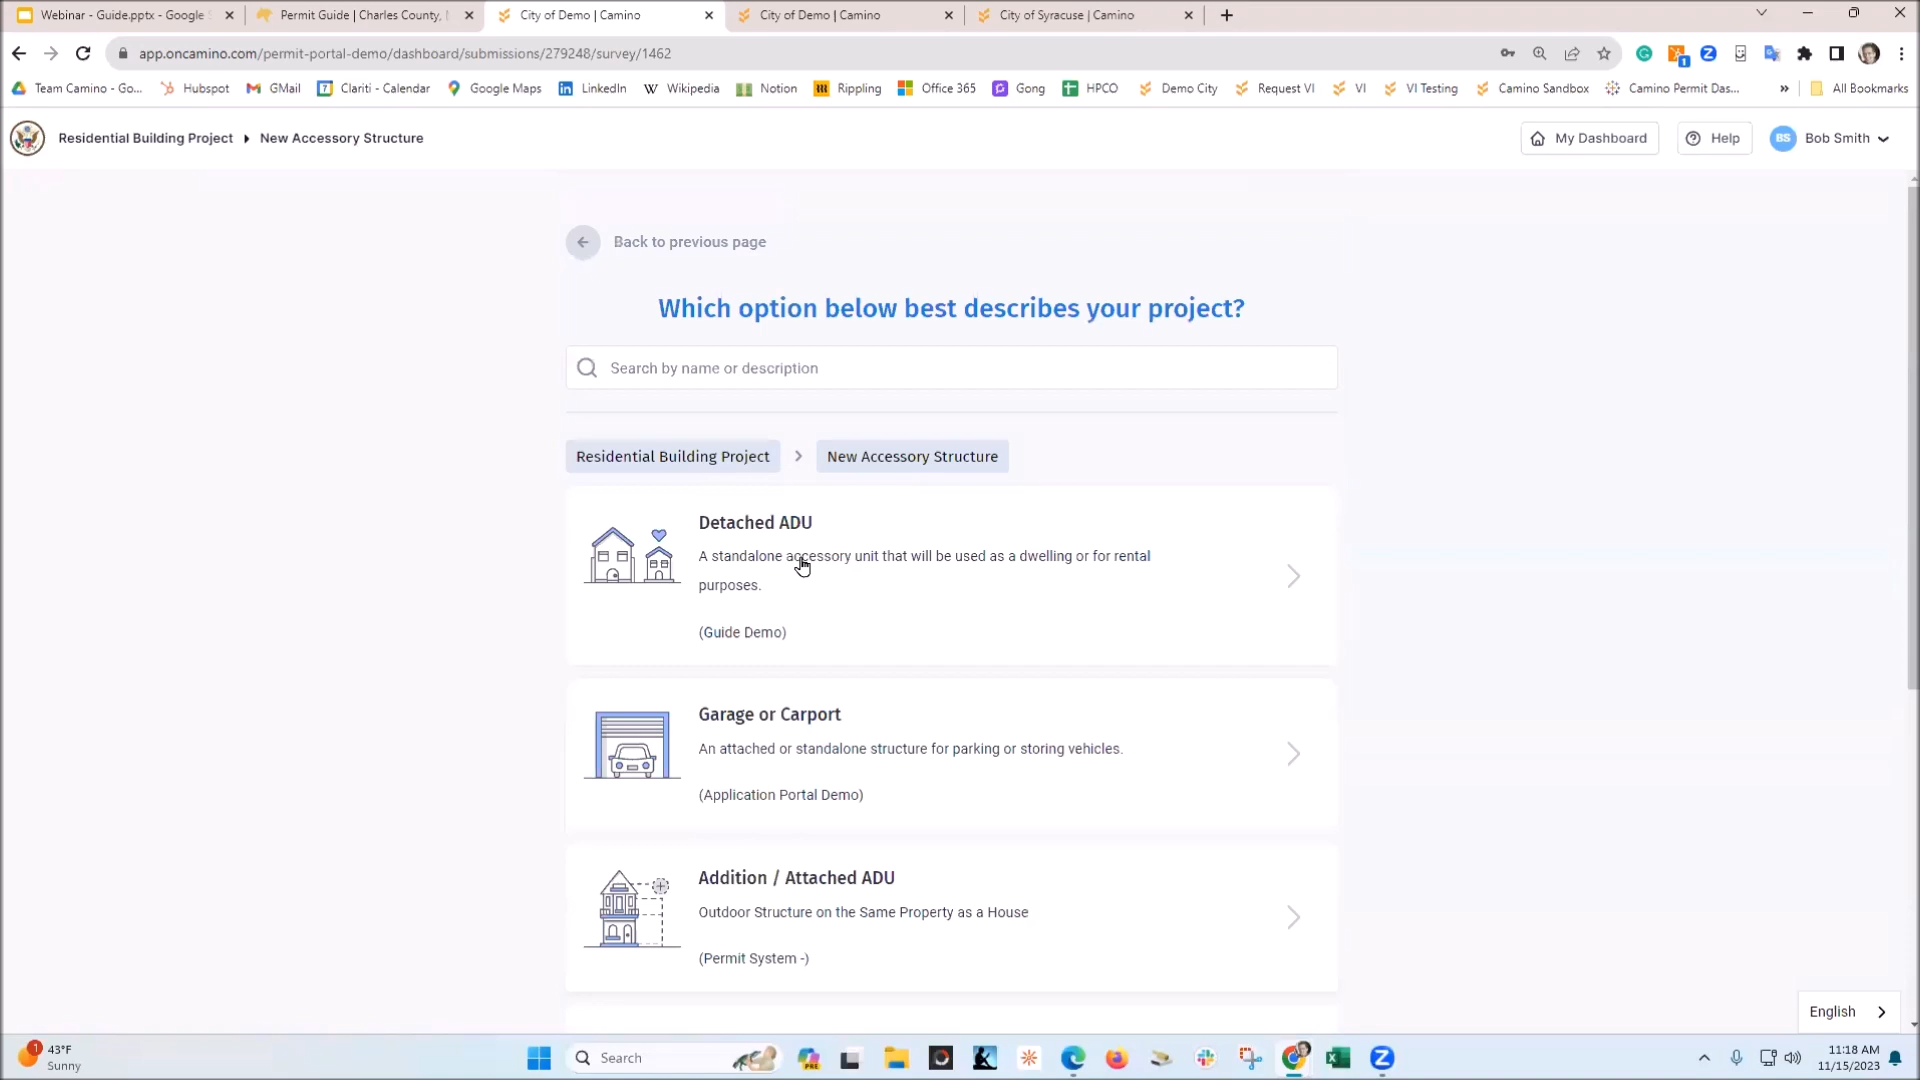 Webinar - Guide.pptx - Google S
Permit Guide | Charles County,
City of Demo | Camino
City of Demo | Camino
City of Syracuse | Camino
app.oncamino.com/permit-portal-demo/dashboard/submissions/279248/survey/1462
Team Camino - Go...
Hubspot
GMail
Clariti - Calendar
Google Maps
LinkedIn
Wikipedia
Notion
Rippling
Office 365
Gong
HPCO
Demo City
Request VI
VI
VI Testing
Camino Sandbox
Camino Permit Das...
»
All Bookmarks
Residential Building Project
New Accessory Structure
My Dashboard
Help
BS
Bob Smith
Back to previous page
Which option below best describes your project?
Search by name or description
Residential Building Project
New Accessory Structure
Detached ADU
A standalone accessory unit that will be used as a dwelling or for rental
purposes.
(Guide Demo)
Garage or Carport
An attached or standalone structure for parking or storing vehicles.
(Application Portal Demo)
Addition / Attached ADU
Outdoor Structure on the Same Property as a House
(Permit System -)
English
1
43°F
Sunny
Search
PRE
11:18 AM
11/15/2023